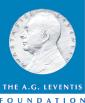 THE A.G. LEVENTIS
FOUNDATION